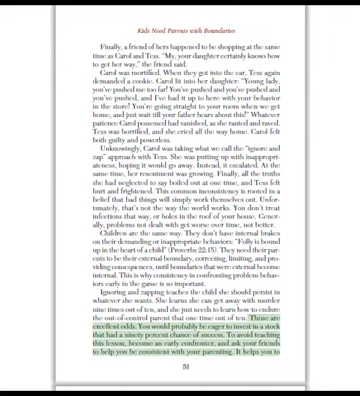 Kids Need Parents with Boundaries
Finally, a friend of hers happened to be shopping at the same
time as Carol and Tess. "My, your daughter certainly knows how
to get her way," the friend said.
Carol was mortified. When they got into the car, Tess again
demanded a cookie. Carol lit into her daughter: "Young lady,
you've pushed me too far! You've pushed and you've pushed and
you've pushed, and I've had it up to here with your behavior
in the store! You're going straight to your room when we get
home, and just wait till your father hears about this!" Whatever
patience Carol possessed had vanished, as she ranted and raved.
Tess was horrified, and she cried all the way home. Carol felt
both guilty and powerless.
Unknowingly, Carol was taking what we call the "ignore and
zap" approach with Tess. She was putting up with inappropri-
ateness, hoping it would go away. Instead, it escalated. At the
same time, her resentment was growing. Finally, all the truths
she had neglected to say boiled out at one time, and Tess felt
hurt and frightened. This common inconsistency is rooted in a
belief that bad things will simply work themselves out. Unfor-
tunately, that's not the way the world works. You don't treat
infections that way, or holes in the roof of your house. Gener-
ally, problems not dealt with get worse over time, not better.
Children are the same way. They don't have internal brakes
on their demanding or inappropriate behaviors: "Folly is bound
up in the heart of a child" (Proverbs 22:15). They need their par-
ents to be their external boundary, correcting, limiting, and pro-
viding consequences, until boundaries that were external become
internal. This is why consistency in confronting problem behav-
iors early in the game is so important.
Ignoring and zapping teaches the child she should persist in
whatever she wants. She learns she can get away with murder
nine times out of ten, and she just needs to learn how to endure
the out-of-control parent that one time out of ten. Those are
excellent odds. You would probably be eager to invest in a stock
that had a ninety percent chance of success. To avoid teaching
this lesson, become an early confronter, and ask your friends
to help you be consistent with your parenting. It helps you to
51